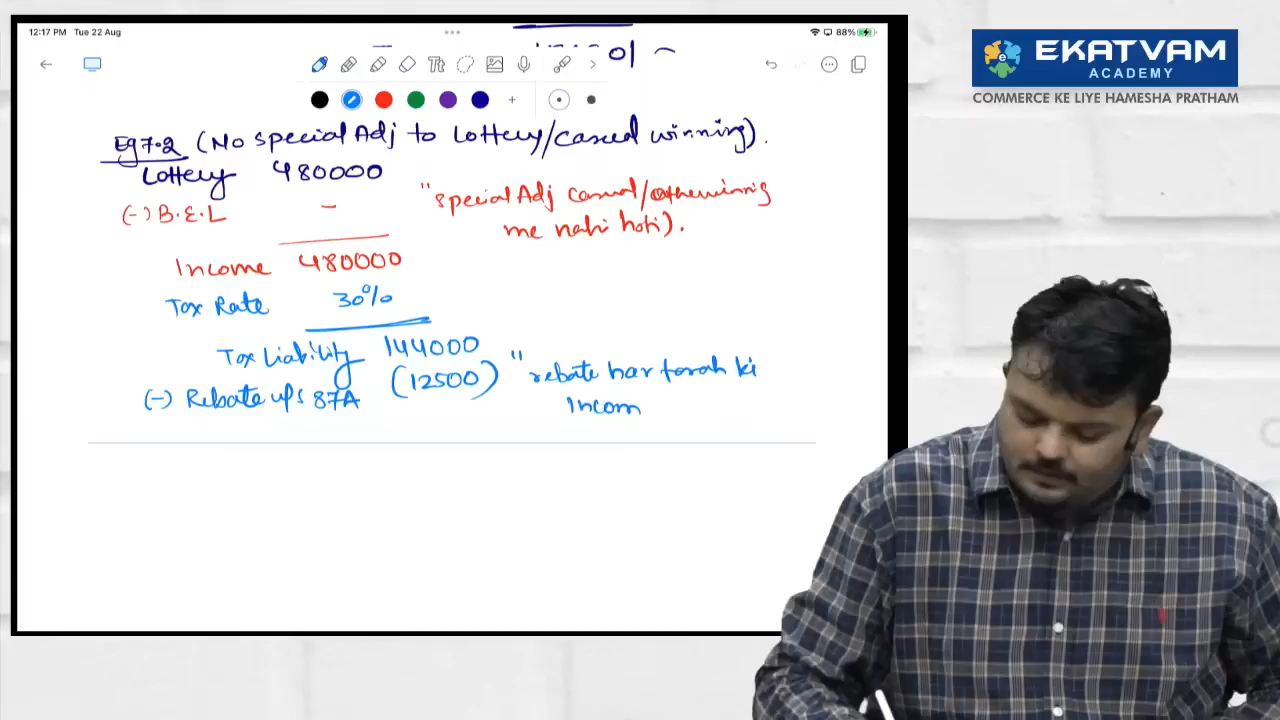 12:17 PM Tue 22 Aug
88%
EKATVAM
ACADEMY
COMMERCE KE LIYE HAMESHA PRATHAM
Eg 7.2 (No special Adj to Lottery/casual winning).
Lottery 480000
(-) B.E.L -
"special Adj casual/
me nahi hoti).
Income 480000
Tax Rate 30%
Tax Liability 144000
(-) Rebate u/s 87A (12500)
"rebate har tarah ki
Incom